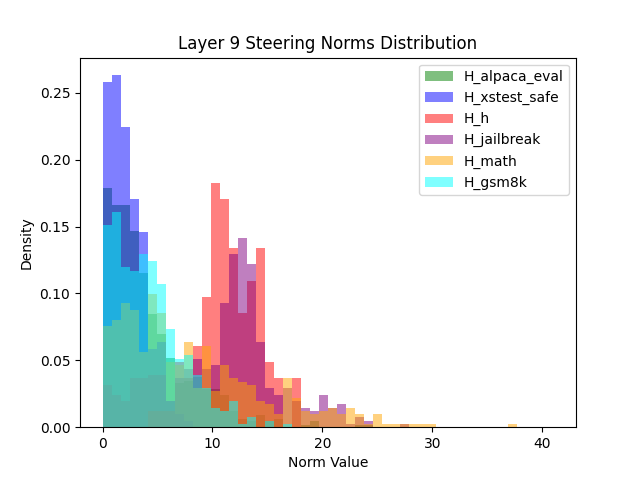 Layer 9 Steering Norms Distribution
H_alpaca_eval
H_xstest_safe
H_h
H_jailbreak
H_math
H_gsm8k
Density
0.25
0.20
0.15
0.10
0.05
0.00
0 10 20 30 40
Norm Value